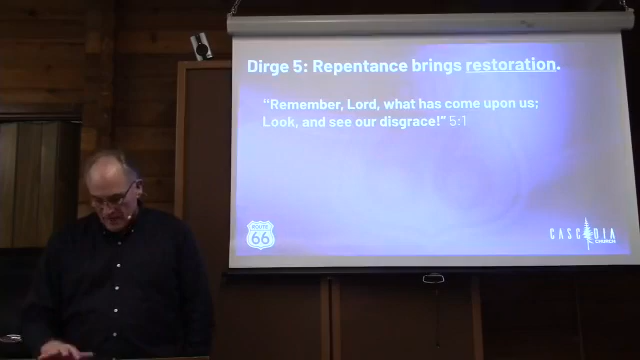 Dirge 5: Repentance brings restoration.
"Remember, Lord, what has come upon us;
Look, and see our disgrace!" 5:1
ROUTE
66
CASCADIA
CHURCH